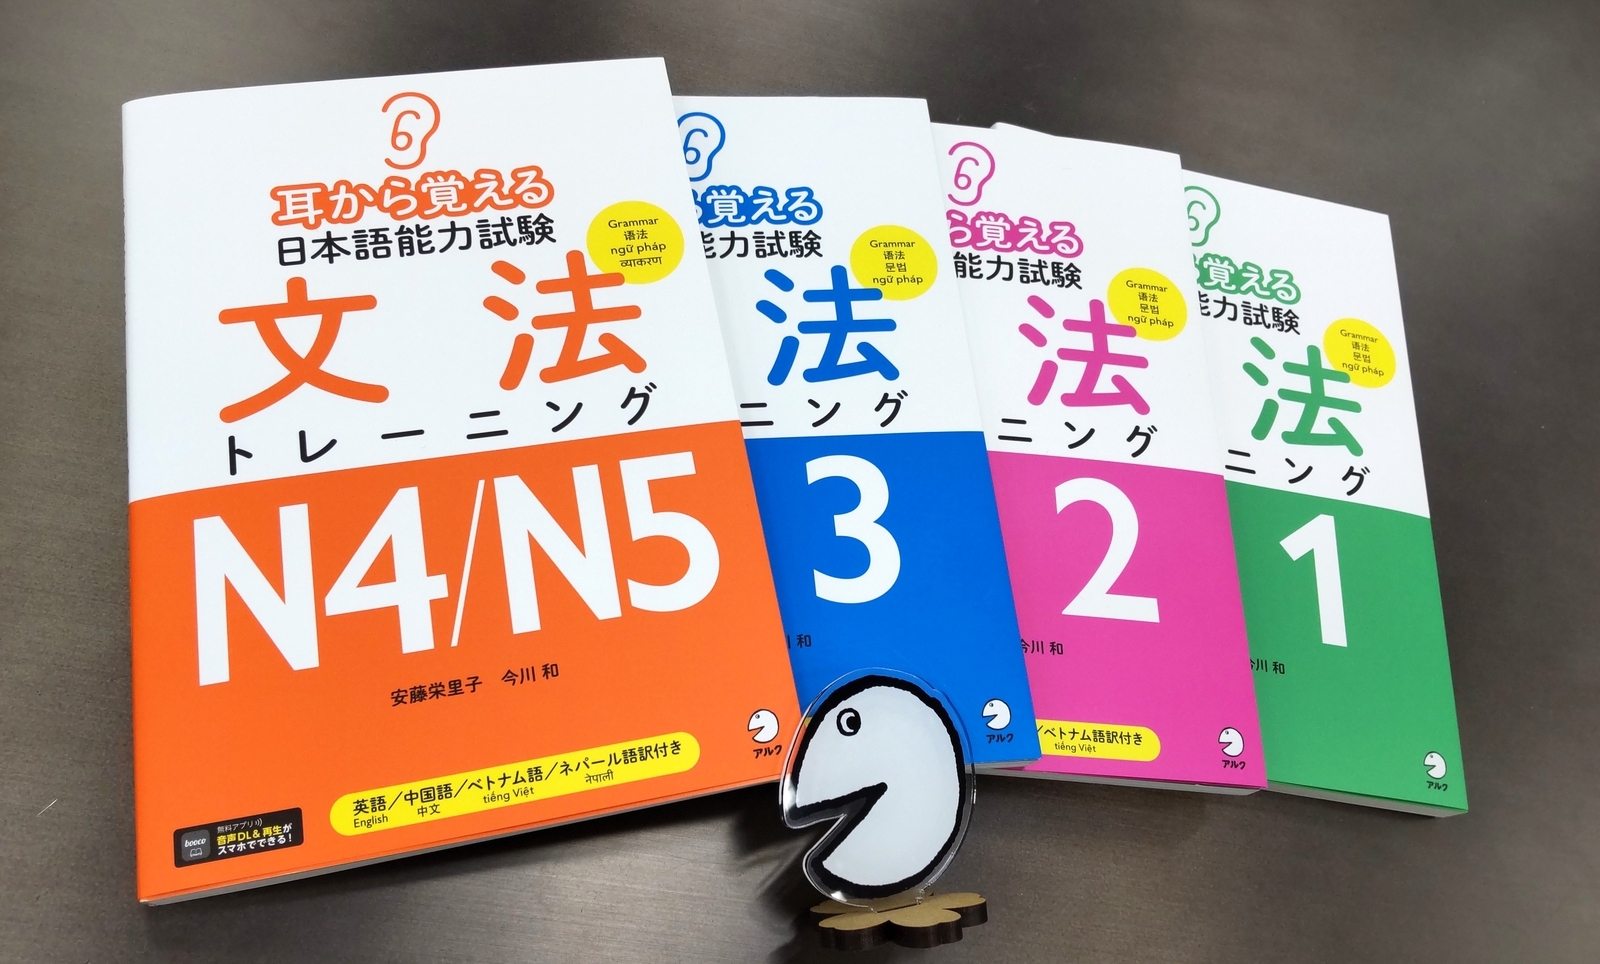 耳から覚える
日本語能力試験
Grammar
语法
ngữ pháp
व्याकरण
文法
トレーニング
N4/N5
安藤栄里子 今川 和
アルク
英語/中国語/ベトナム語/ネパール語訳付き
English 中文 tiếng Việt नेपाली
booco
無料アプリ
音声DL&再生が
スマホでできる!
覚える
能力試験
Grammar
语法
문법
ngữ pháp
法
ニング
3
和
アルク
ら覚える
能力試験
Grammar
语法
문법
ngữ pháp
法
ニング
2
今川 和
/ベトナム語訳付き
tiếng Việt
アルク
覚える
能力試験
Grammar
语法
문법
ngữ pháp
法
ニング
1
川 和
アルク